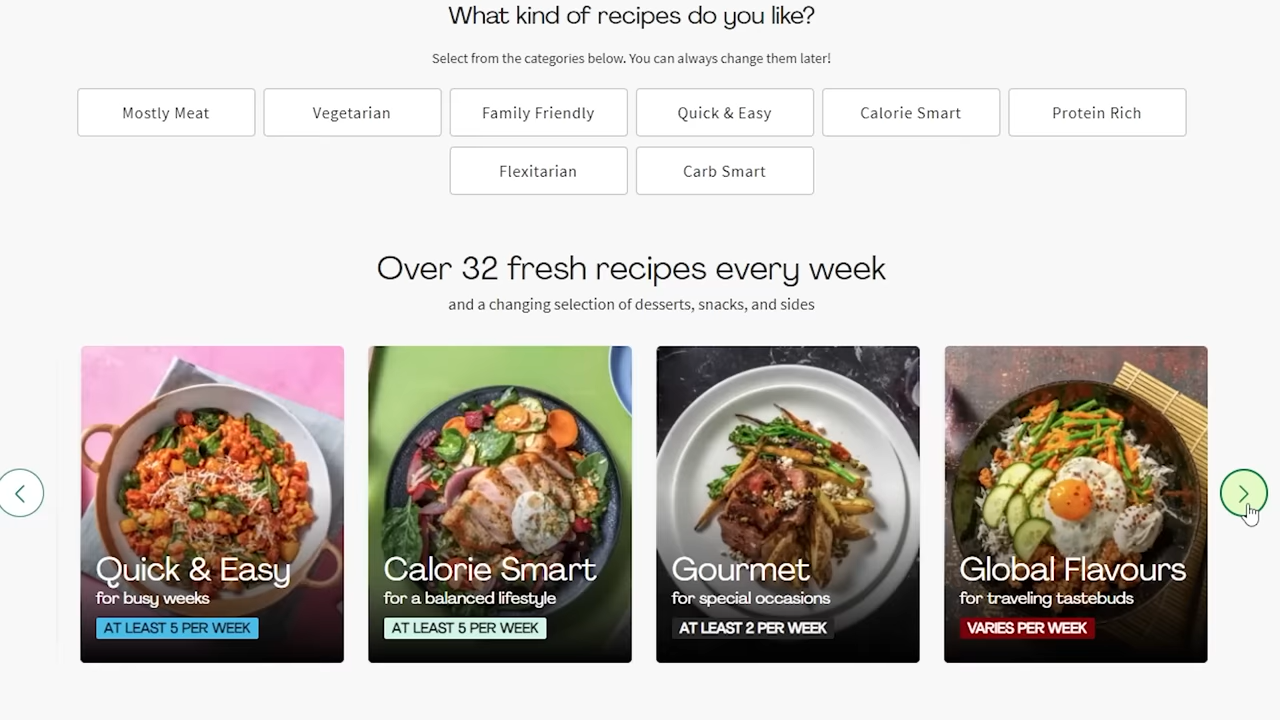 What kind of recipes do you like?
Select from the categories below. You can always change them later!
Mostly Meat
Vegetarian
Family Friendly
Quick & Easy
Calorie Smart
Protein Rich
Flexitarian
Carb Smart
Over 32 fresh recipes every week
and a changing selection of desserts, snacks, and sides
Quick & Easy
for busy weeks
AT LEAST 5 PER WEEK
Calorie Smart
for a balanced lifestyle
AT LEAST 5 PER WEEK
Gourmet
for special occasions
AT LEAST 2 PER WEEK
Global Flavours
for traveling tastebuds
VARIES PER WEEK